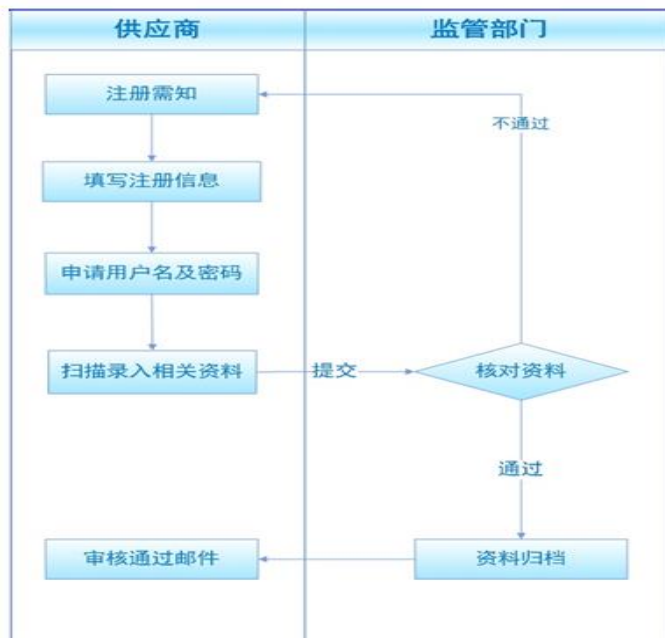 供应商
监管部门
注册需知
不通过
填写注册信息
申请用户名及密码
扫描录入相关资料
提交
核对资料
通过
审核通过邮件
资料归档